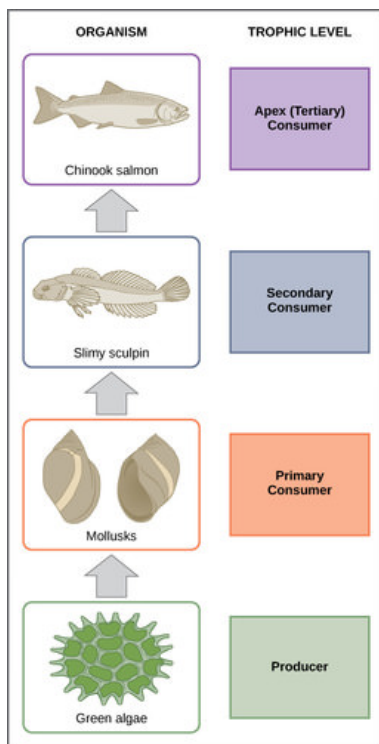 ORGANISM
TROPHIC LEVEL
Chinook salmon
Apex (Tertiary)
Consumer
Slimy sculpin
Secondary
Consumer
Mollusks
Primary
Consumer
Green algae
Producer